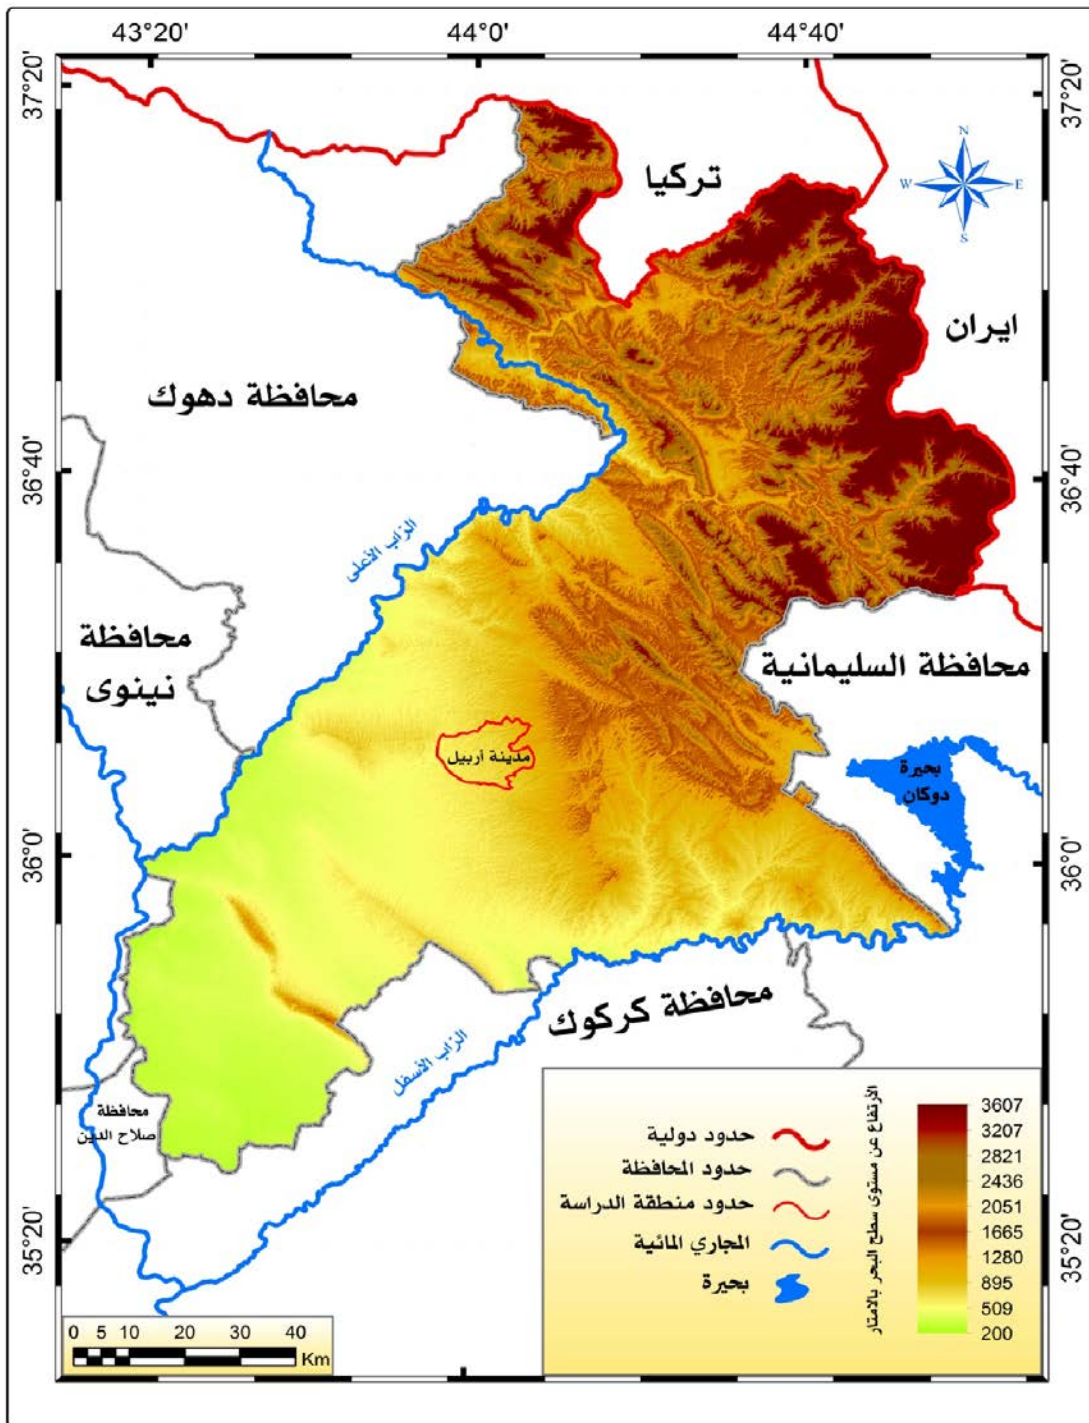 43°20'
44°0'
44°40'
37°20'
37°20'
N
W
E
S
تركيا
ايران
محافظة دهوك
36°40'
36°40'
الزاب الأعلى
محافظة
نينوى
محافظة السليمانية
مدينة أربيل
بحيرة
دوكان
36°0'
36°0'
محافظة كركوك
الزاب الأسفل
محافظة
صلاح الدين
35°20'
35°20'
حدود دولية
حدود المحافظة
حدود منطقة الدراسة
المجاري المائية
بحيرة
الأرتفاع عن مستوى سطح البحر بالامتار
3607
3207
2821
2436
2051
1665
1280
895
509
200
0 5 10 20 30 40
Km